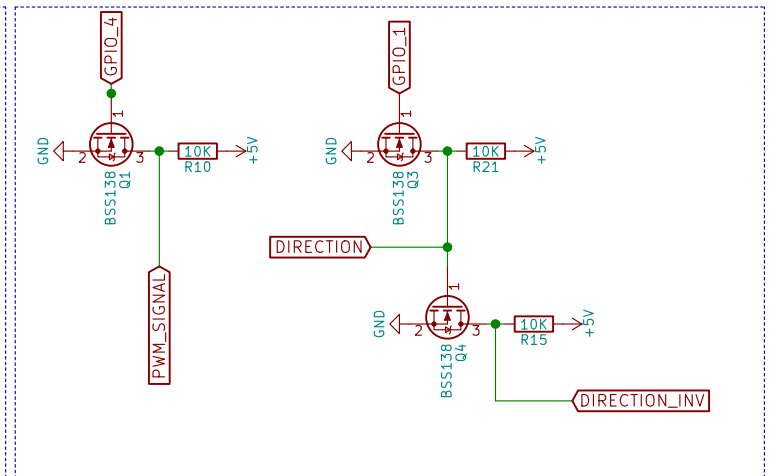 GPIO_4
1
GND
2
3
10K
R10
+5V
BSS138
Q1
PWM_SIGNAL
GPIO_1
1
GND
2
3
10K
R21
+5V
BSS138
Q3
DIRECTION
1
GND
2
3
10K
R15
+5V
BSS138
Q4
DIRECTION_INV